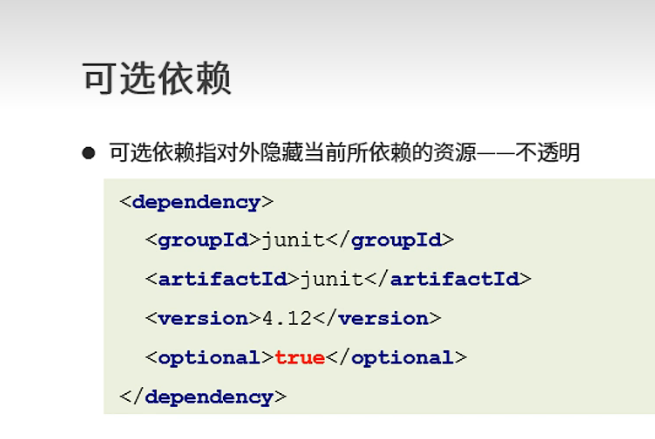 可选依赖
● 可选依赖指对外隐藏当前所依赖的资源——不透明
<dependency>
<groupId>junit</groupId>
<artifactId>junit</artifactId>
<version>4.12</version>
<optional>true</optional>
</dependency>